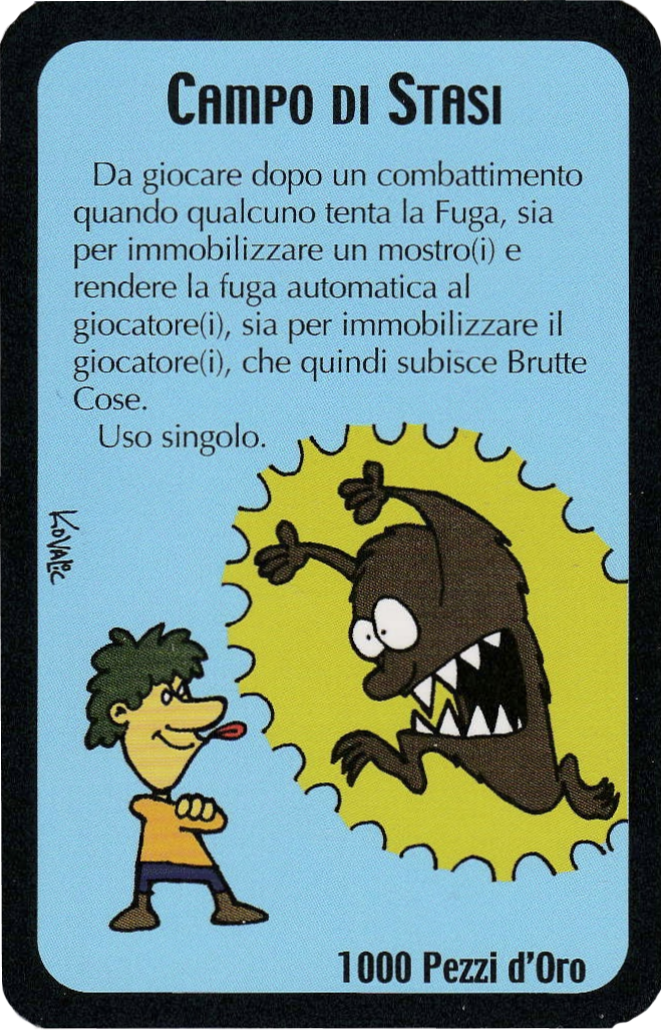 Campo di Stasi
Da giocare dopo un combattimento
quando qualcuno tenta la Fuga, sia
per immobilizzare un mostro(i) e
rendere la fuga automatica al
giocatore(i), sia per immobilizzare il
giocatore(i), che quindi subisce Brutte
Cose.
Uso singolo.
Kovalic
1000 Pezzi d'Oro